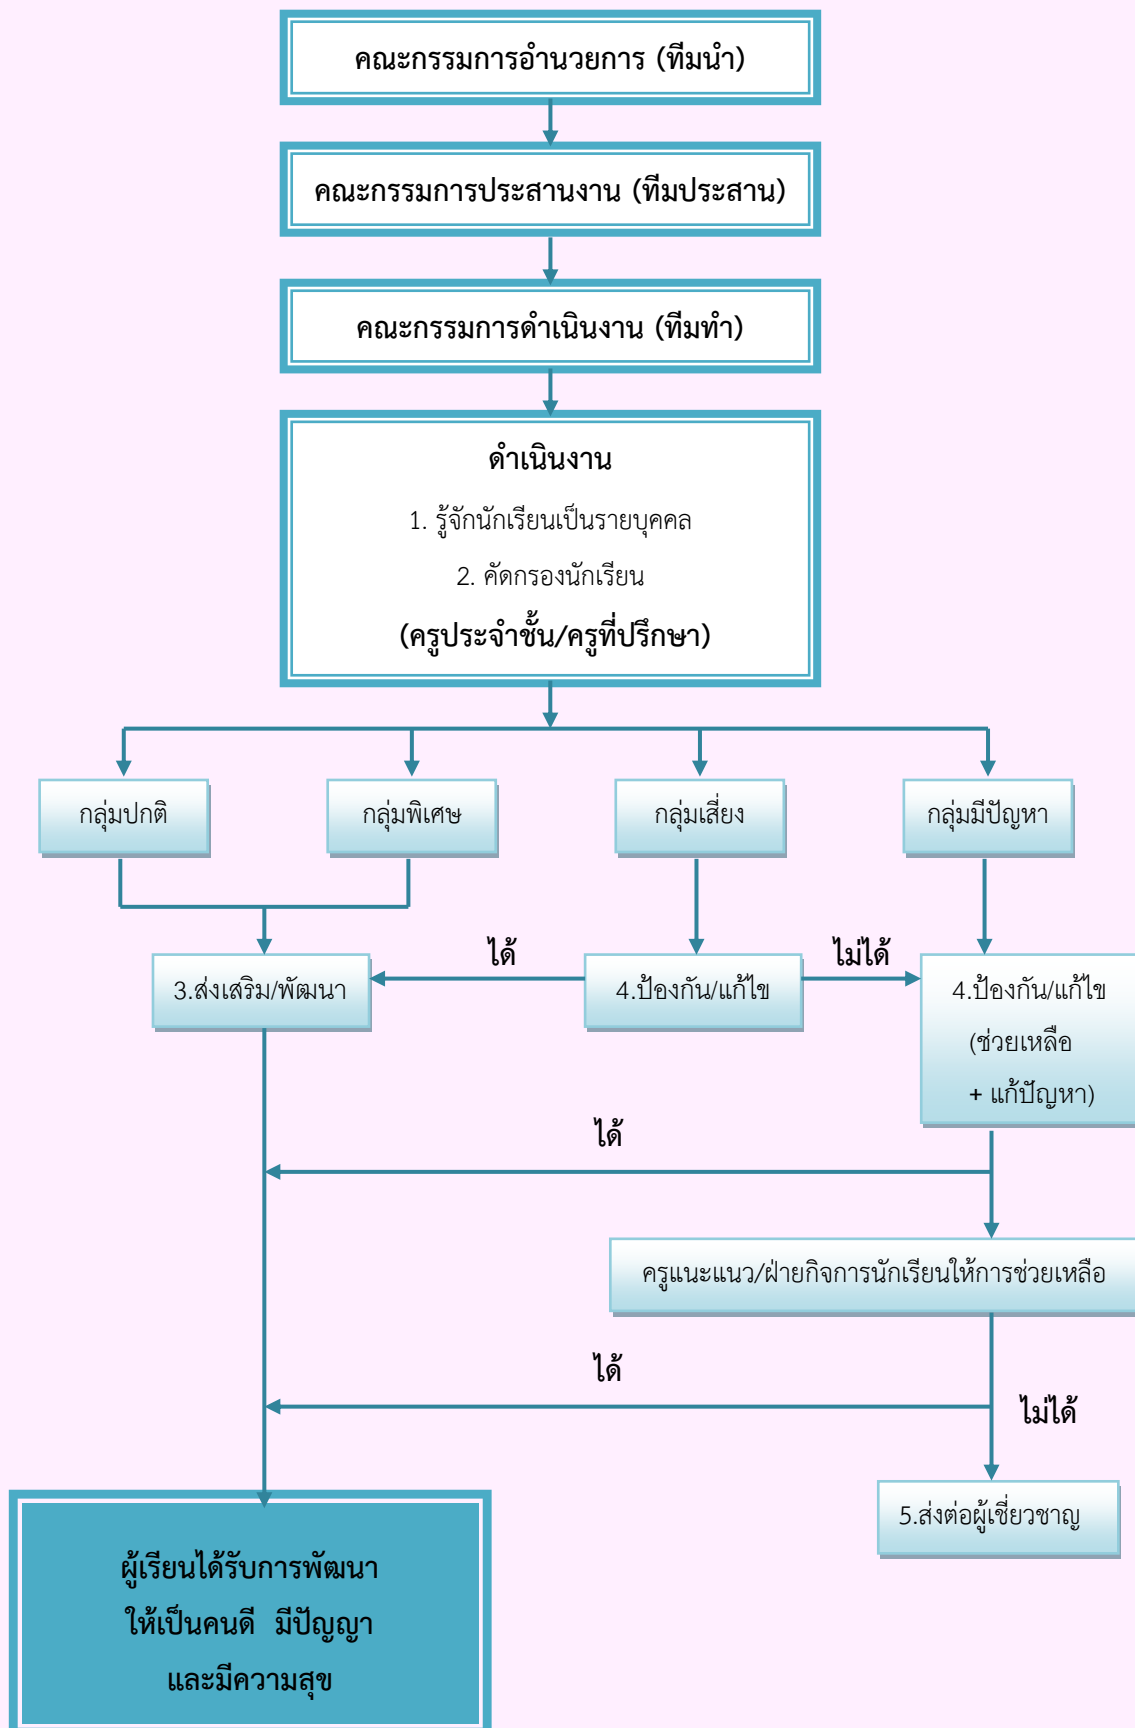 คณะกรรมการอำนวยการ (ทีมนำ)
คณะกรรมการประสานงาน (ทีมประสาน)
คณะกรรมการดำเนินงาน (ทีมทำ)
ดำเนินงาน
1. รู้จักนักเรียนเป็นรายบุคคล
2. คัดกรองนักเรียน
(ครูประจำชั้น/ครูที่ปรึกษา)
กลุ่มปกติ
กลุ่มพิเศษ
กลุ่มเสี่ยง
กลุ่มมีปัญหา
ได้
ไม่ได้
3.ส่งเสริม/พัฒนา
4.ป้องกัน/แก้ไข
4.ป้องกัน/แก้ไข
(ช่วยเหลือ
+ แก้ปัญหา)
ได้
ครูแนะแนว/ฝ่ายกิจการนักเรียนให้การช่วยเหลือ
ได้
ไม่ได้
5.ส่งต่อผู้เชี่ยวชาญ
ผู้เรียนได้รับการพัฒนา
ให้เป็นคนดี มีปัญญา
และมีความสุข